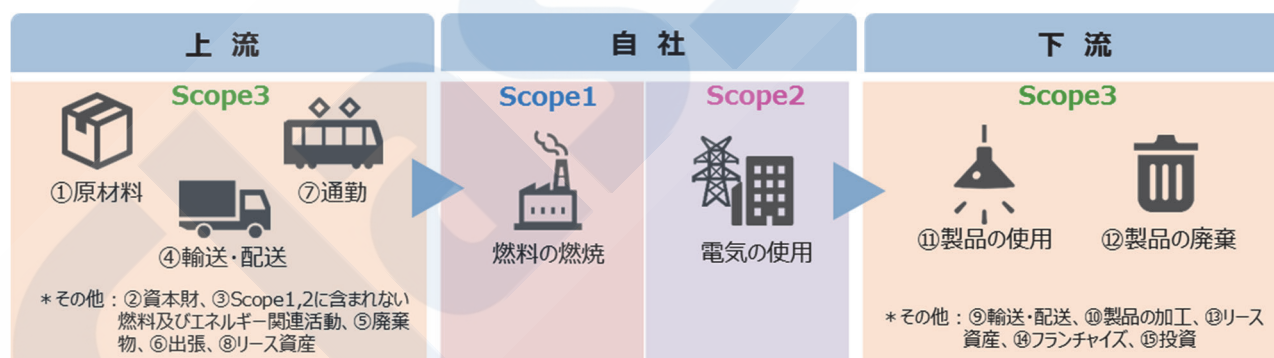 上流
自社
下流
Scope3
Scope1
Scope2
Scope3
①原材料
⑦通勤
④輸送・配送
燃料の燃焼
電気の使用
⑪製品の使用
⑫製品の廃棄
＊その他：②資本財、③Scope1,2に含まれない
燃料及びエネルギー関連活動、⑤廃棄
物、⑥出張、⑧リース資産
＊その他：⑨輸送・配送、⑩製品の加工、⑬リース
資産、⑭フランチャイズ、⑮投資